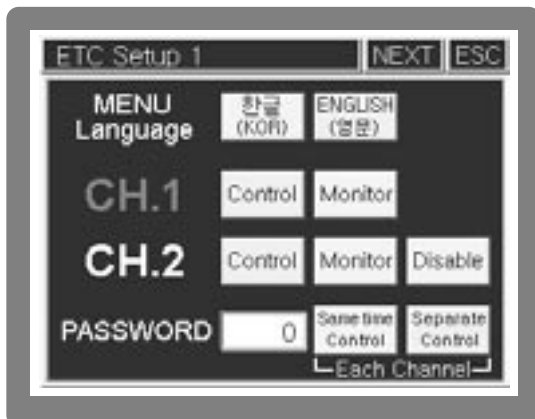 ETC Setup 1 NEXT ESC
MENU 한글 ENGLISH
Language (KOR) (영문)
CH.1 Control Monitor
CH.2 Control Monitor Disable
PASSWORD 0 Same time Separate
Control Control
Each Channel